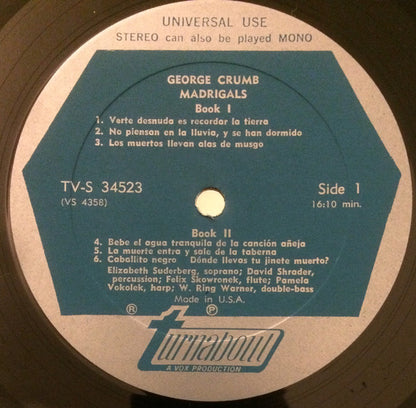 UNIVERSAL USE
STEREO can also be played MONO
GEORGE CRUMB
MADRIGALS
Book I
1. Verte desnuda es recordar la tierra
2. No piensan en la lluvia, y se han dormido
3. Los muertos llevan alas de musgo
TV-S 34523
(VS 4358)
Side 1
16:10 min.
Book II
4. Bebe el agua tranquila de la canción añeja
5. La muerte entra y sale de la taberna
6. Caballito negro Dónde llevas tu jinete muerto?
Elizabeth Suderberg, soprano; David Shrader,
percussion; Felix Skowronek, flute; Pamela
Vokolek, harp; W. Ring Warner, double-bass
Made in U.S.A.
® ℗
turnabout
A VOX PRODUCTION